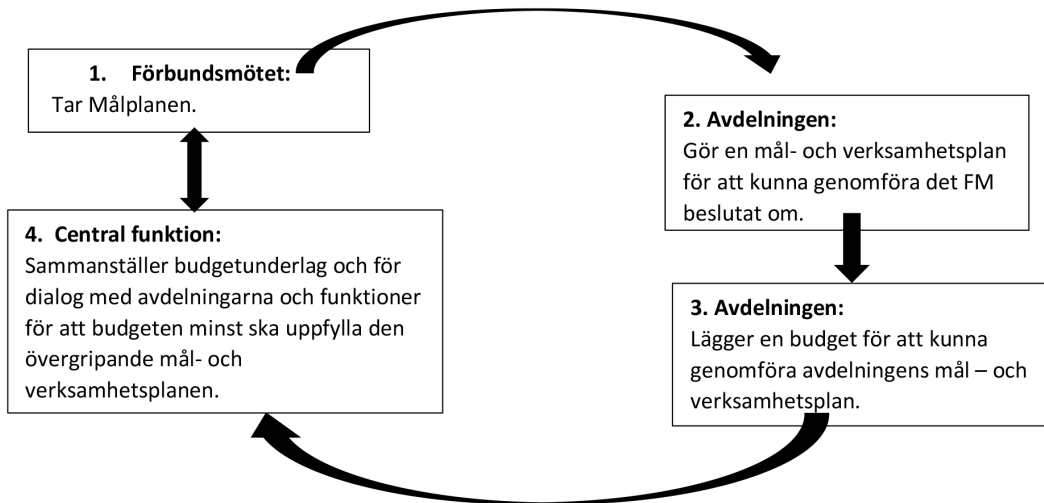 1. Förbundsmötet:
Tar Målplanen.
2. Avdelningen:
Gör en mål- och verksamhetsplan
för att kunna genomföra det FM
beslutat om.
3. Avdelningen:
Lägger en budget för att kunna
genomföra avdelningens mål – och
verksamhetsplan.
4. Central funktion:
Sammanställer budgetunderlag och för
dialog med avdelningarna och funktioner
för att budgeten minst ska uppfylla den
övergripande mål- och
verksamhetsplanen.